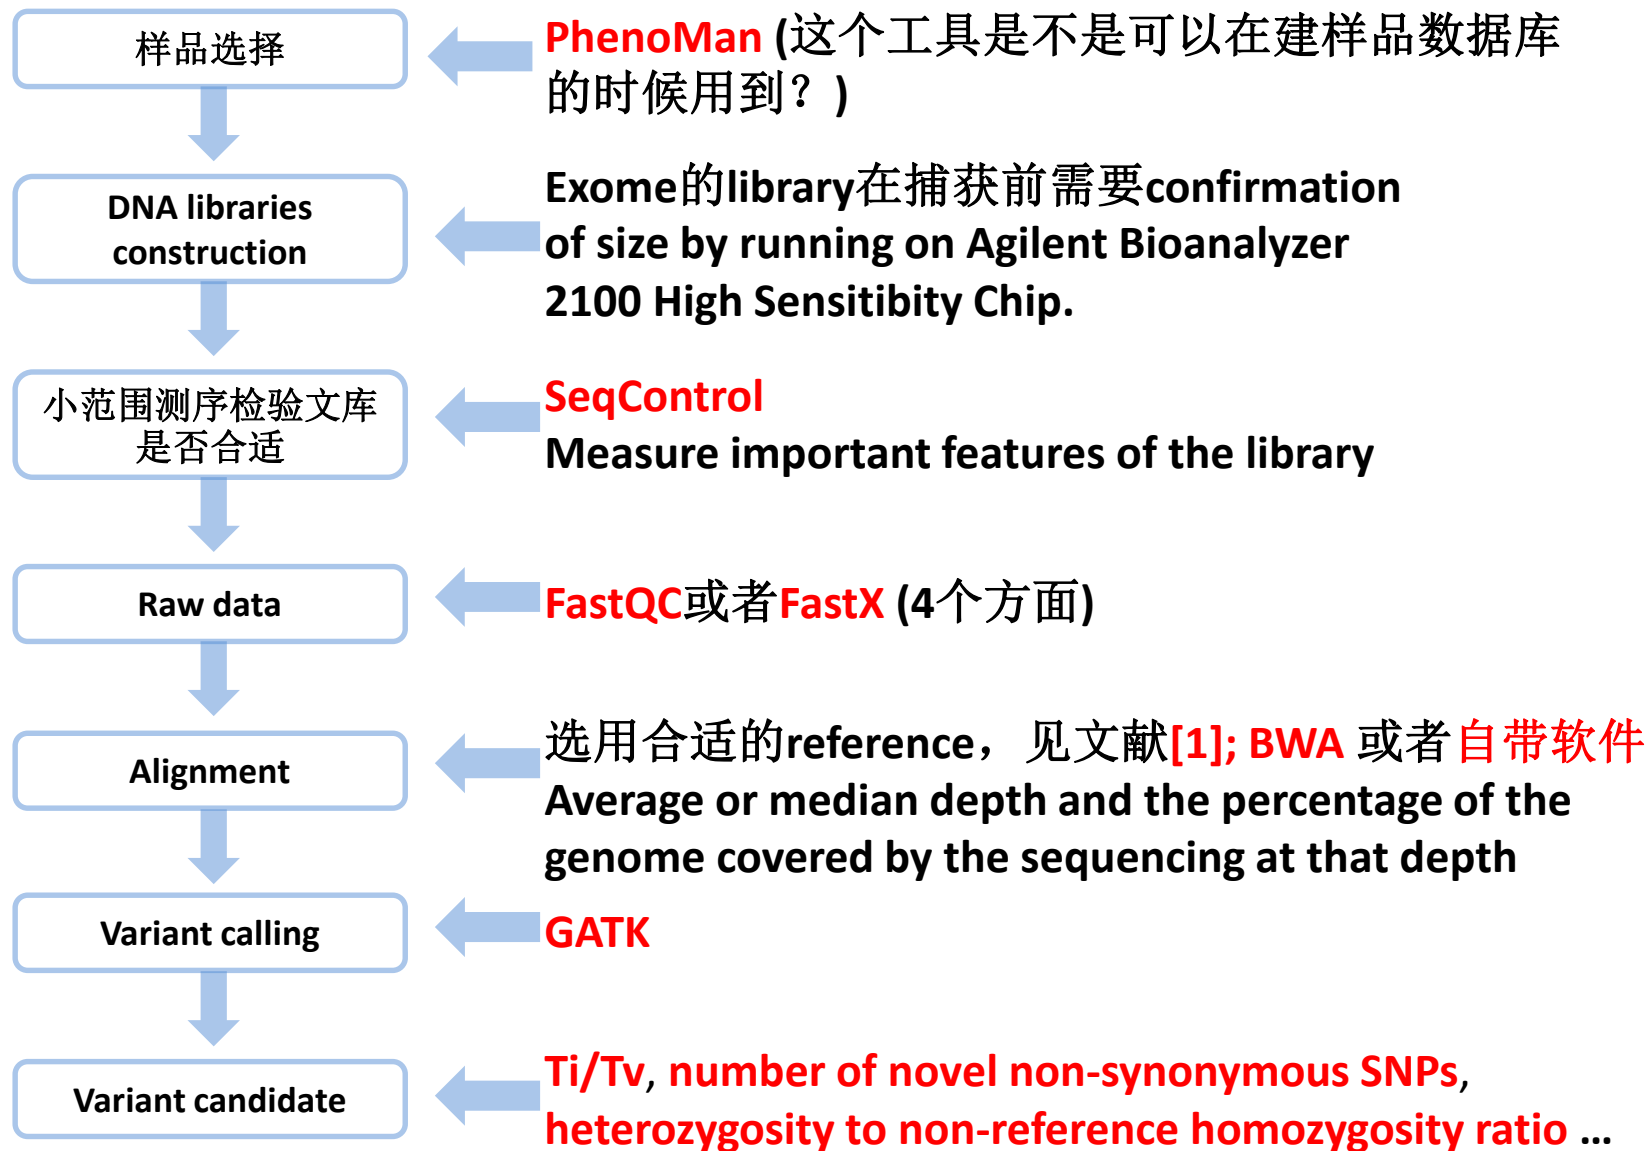 样品选择
PhenoMan (这个工具是不是可以在建样品数据库
的时候用到？)
DNA libraries
construction
Exome的library在捕获前需要confirmation
of size by running on Agilent Bioanalyzer
2100 High Sensitibity Chip.
小范围测序检验文库
是否合适
SeqControl
Measure important features of the library
Raw data
FastQC或者FastX (4个方面)
Alignment
选用合适的reference，见文献[1]; BWA 或者自带软件
Average or median depth and the percentage of the
genome covered by the sequencing at that depth
Variant calling
GATK
Variant candidate
Ti/Tv, number of novel non-synonymous SNPs,
heterozygosity to non-reference homozygosity ratio ...